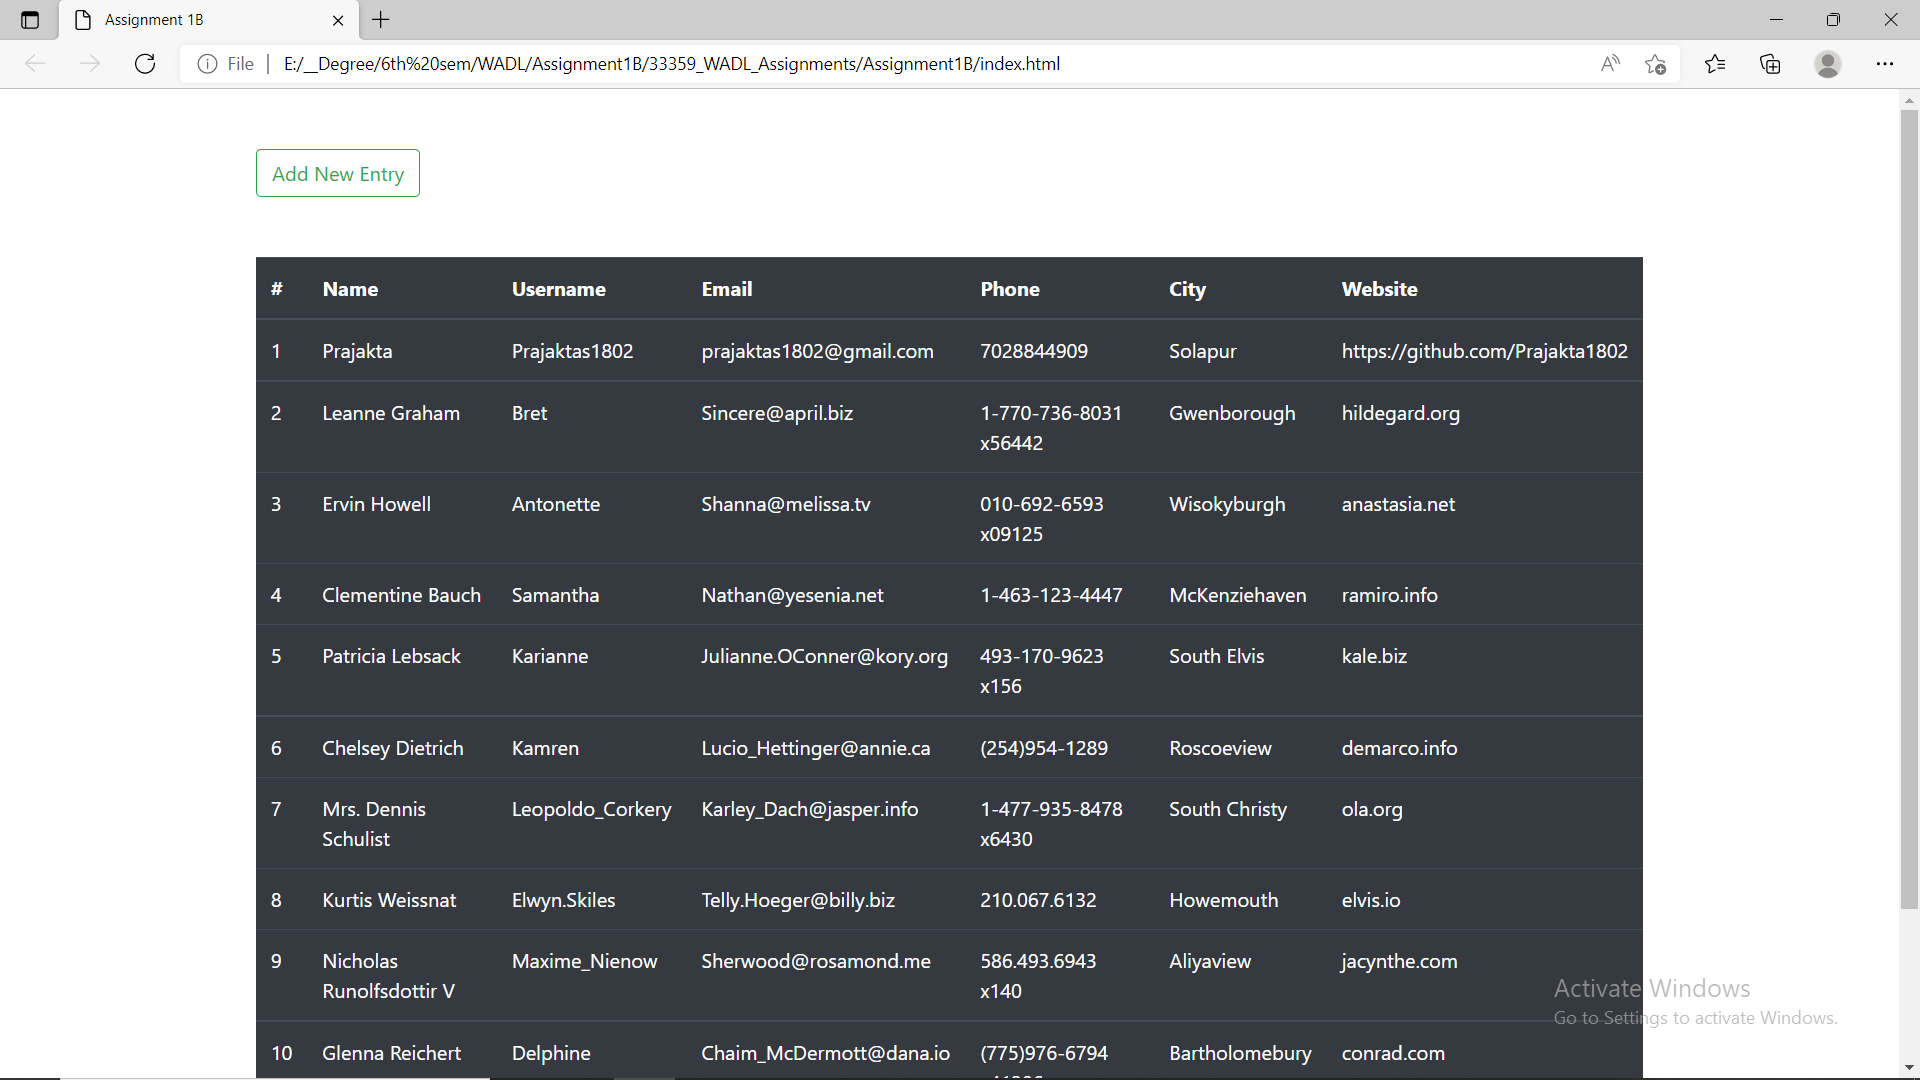 Assignment 1B
File
E:/__Degree/6th%20sem/WADL/Assignment1B/33359_WADL_Assignments/Assignment1B/index.html
Add New Entry
# Name Username Email Phone City Website
1 Prajakta Prajaktas1802 prajaktas1802@gmail.com 7028844909 Solapur https://github.com/Prajakta1802
2 Leanne Graham Bret Sincere@april.biz 1-770-736-8031 Gwenborough hildegard.org
x56442
3 Ervin Howell Antonette Shanna@melissa.tv 010-692-6593 Wisokyburgh anastasia.net
x09125
4 Clementine Bauch Samantha Nathan@yesenia.net 1-463-123-4447 McKenziehaven ramiro.info
5 Patricia Lebsack Karianne Julianne.OConner@kory.org 493-170-9623 South Elvis kale.biz
x156
6 Chelsey Dietrich Kamren Lucio_Hettinger@annie.ca (254)954-1289 Roscoeview demarco.info
7 Mrs. Dennis Leopoldo_Corkery Karley_Dach@jasper.info 1-477-935-8478 South Christy ola.org
Schulist x6430
8 Kurtis Weissnat Elwyn.Skiles Telly.Hoeger@billy.biz 210.067.6132 Howemouth elvis.io
9 Nicholas Maxime_Nienow Sherwood@rosamond.me 586.493.6943 Aliyaview jacynthe.com
Runolfsdottir V x140
Activate Windows
Go to Settings to activate Windows.
10 Glenna Reichert Delphine Chaim_McDermott@dana.io (775)976-6794 Bartholomebury conrad.com